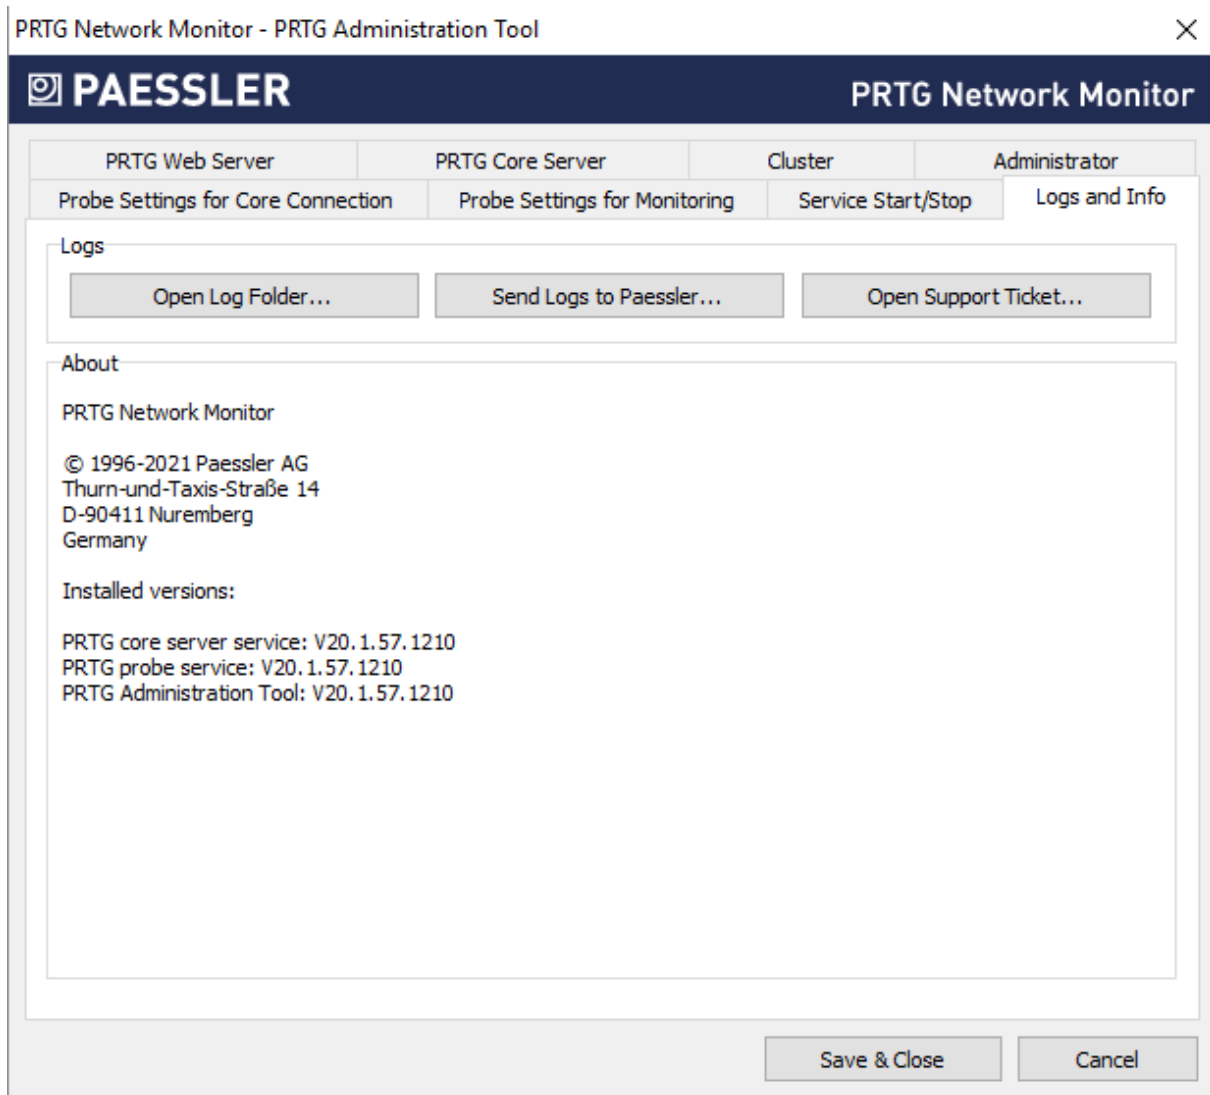 PRTG Network Monitor - PRTG Administration Tool
PAESSLER
PRTG Network Monitor
PRTG Web Server
PRTG Core Server
Cluster
Administrator
Probe Settings for Core Connection
Probe Settings for Monitoring
Service Start/Stop
Logs and Info
Logs
Open Log Folder...
Send Logs to Paessler...
Open Support Ticket...
About
PRTG Network Monitor
© 1996-2021 Paessler AG
Thurn-und-Taxis-Straße 14
D-90411 Nuremberg
Germany
Installed versions:
PRTG core server service: V20.1.57.1210
PRTG probe service: V20.1.57.1210
PRTG Administration Tool: V20.1.57.1210
Save & Close
Cancel